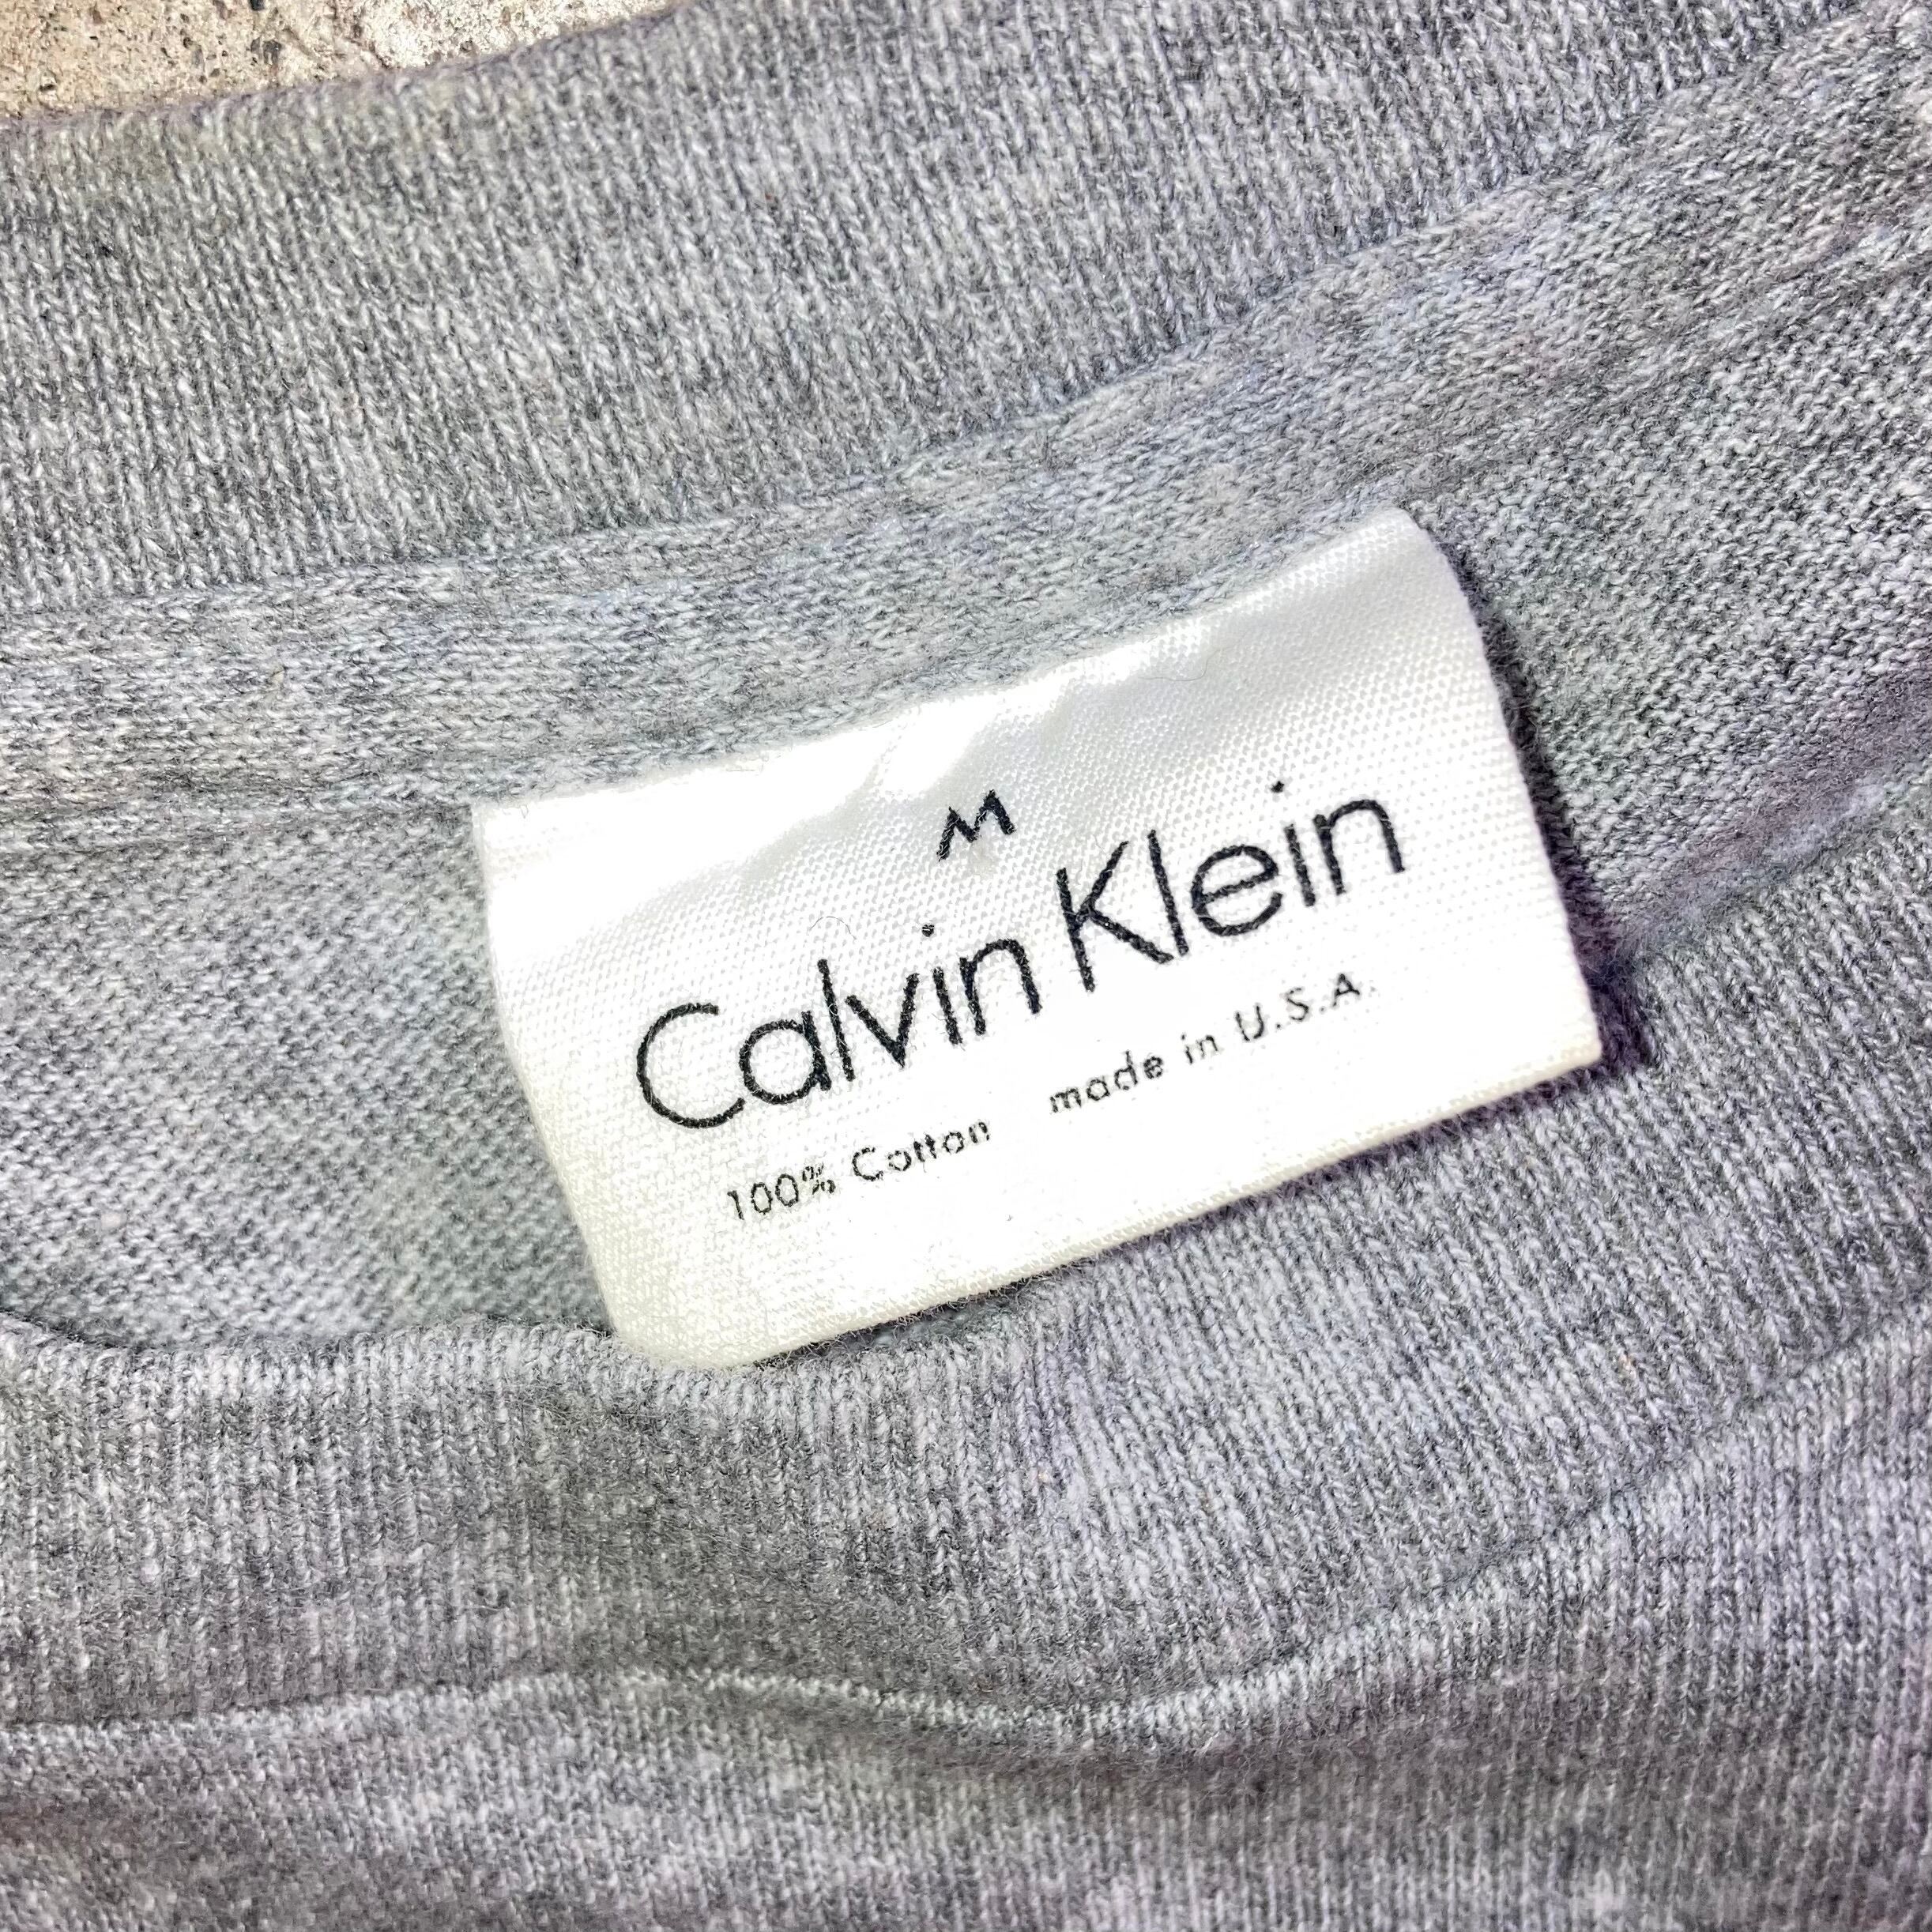 M
Calvin Klein
100% Cotton made in U.S.A.